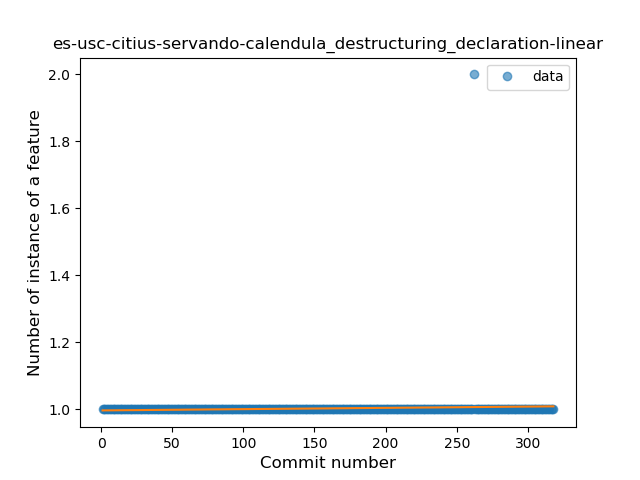 es-usc-citius-servando-calendula_destructuring_declaration-linear
data
2.0
1.8
1.6
1.4
1.2
1.0
Number of instance of a feature
0 50 100 150 200 250 300
Commit number